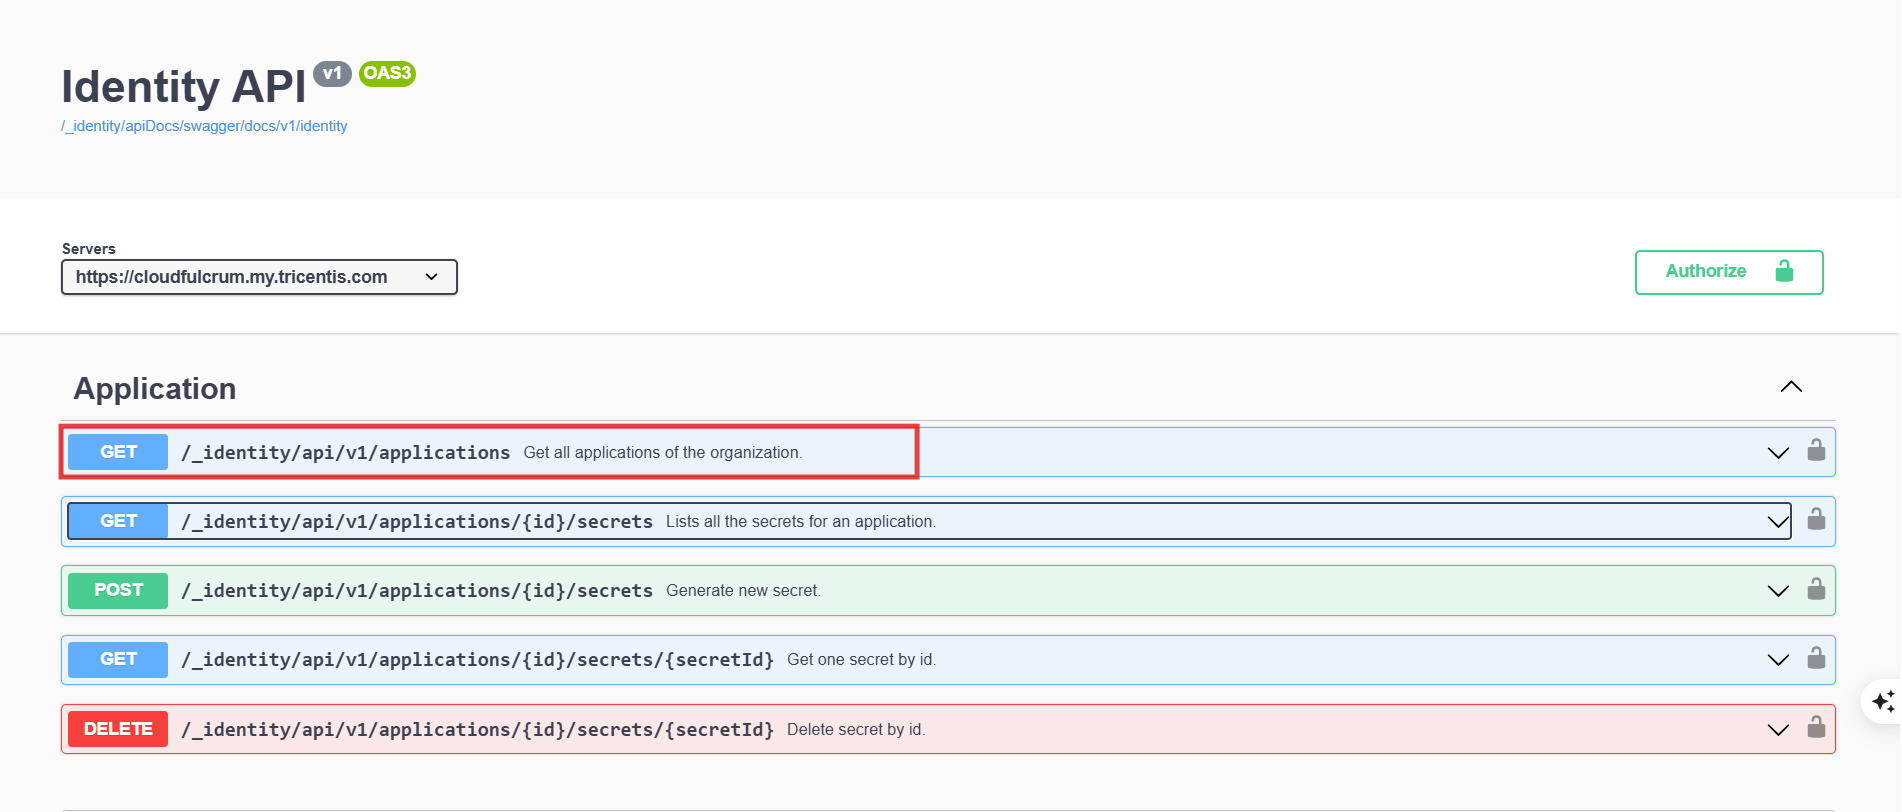 Identity API v1 OAS3
/_identity/apiDocs/swagger/docs/v1/identity
Servers
https://cloudfulcrum.my.tricentis.com
Authorize
Application
GET /_identity/api/v1/applications Get all applications of the organization.
GET /_identity/api/v1/applications/{id}/secrets Lists all the secrets for an application.
POST /_identity/api/v1/applications/{id}/secrets Generate new secret.
GET /_identity/api/v1/applications/{id}/secrets/{secretId} Get one secret by id.
DELETE /_identity/api/v1/applications/{id}/secrets/{secretId} Delete secret by id.